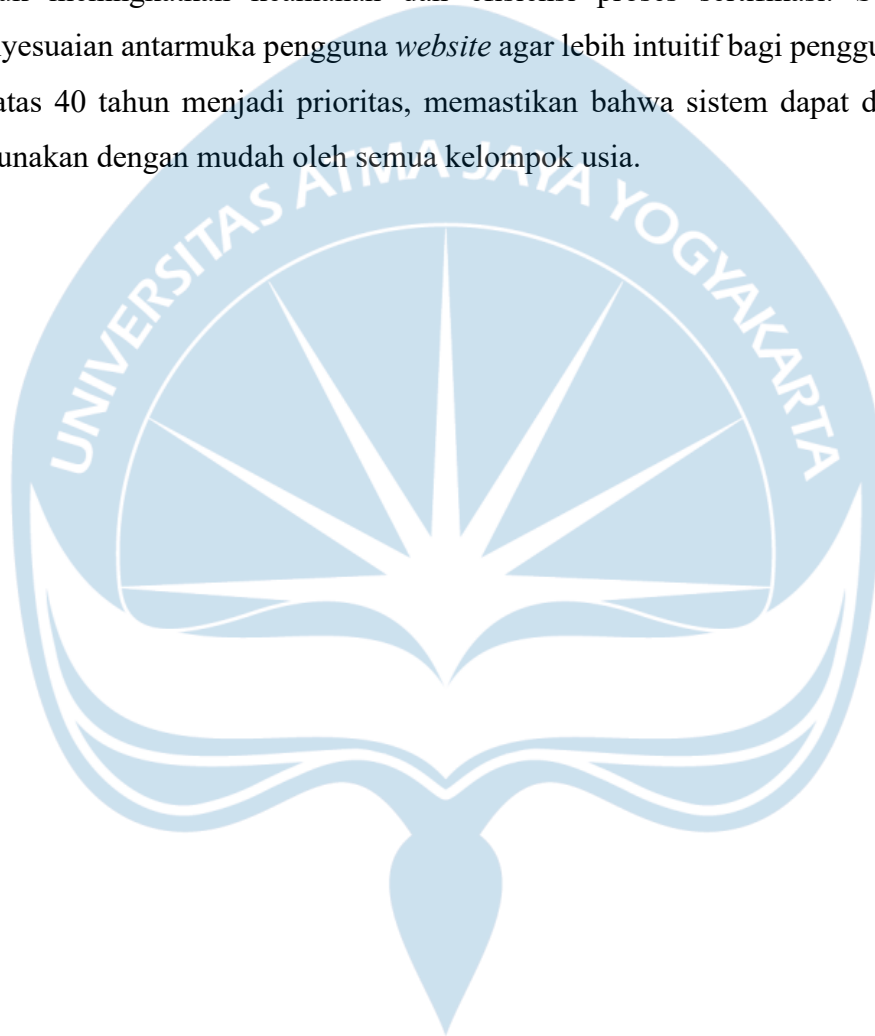 yesuaian antarmuka pengguna website agar lebih intuitif bagi penggu
atas 40 tahun menjadi prioritas, memastikan bahwa sistem dapat d
unakan dengan mudah oleh semua kelompok usia.
UNIVERSITAS ATMA JAYA YOGYAKARTA